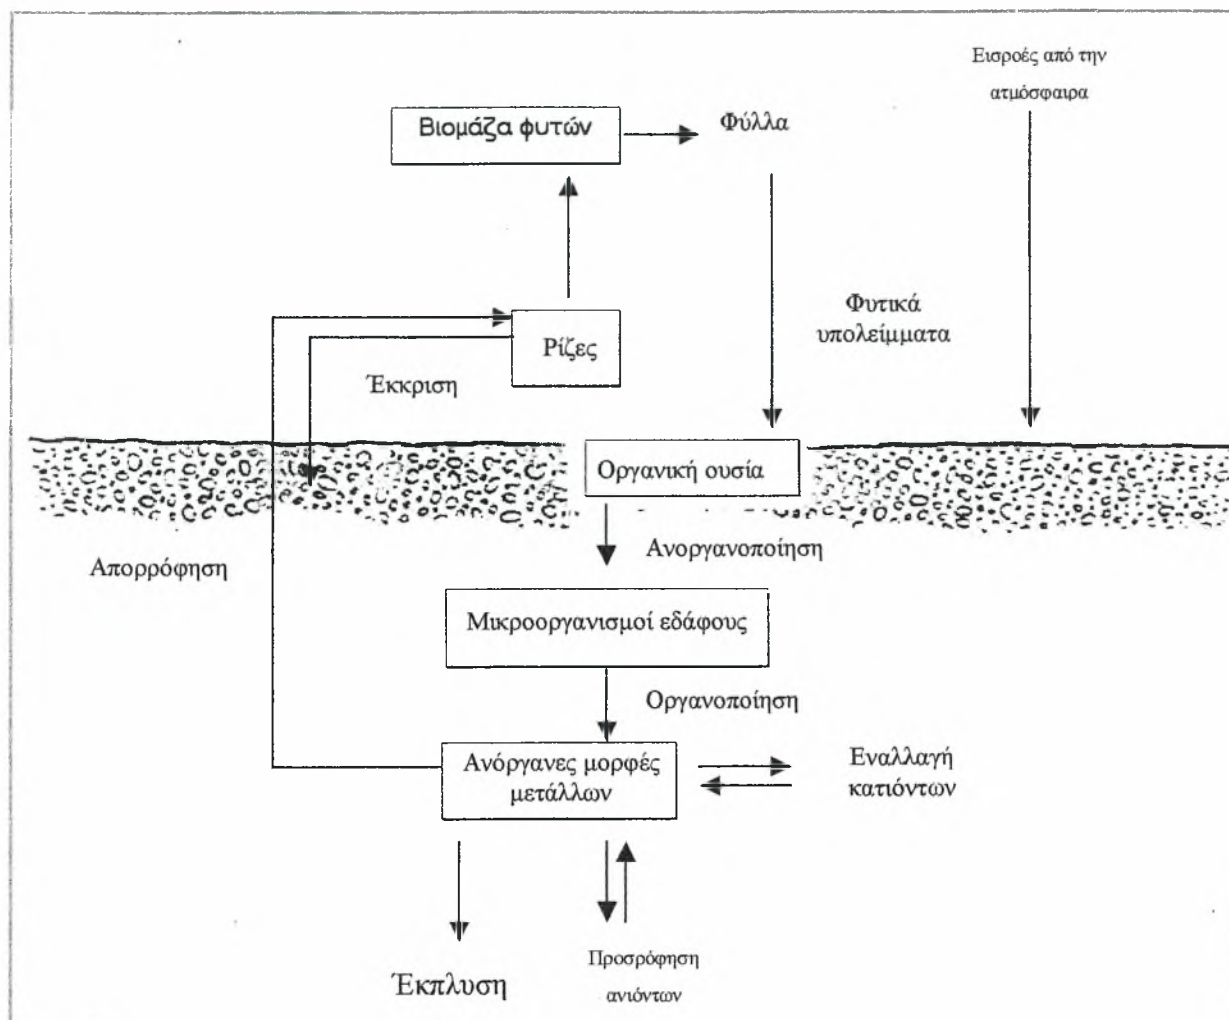 Εισροές από την
ατμόσφαιρα
Βιομάζα φυτών
Φύλλα
Φυτικά
υπολείμματα
Ρίζες
Έκκριση
Οργανική ουσία
Απορρόφηση
Ανοργανοποίηση
Μικροοργανισμοί εδάφους
Οργανοποίηση
Ανόργανες μορφές
μετάλλων
Εναλλαγή
κατιόντων
Έκπλυση
Προσρόφηση
ανιόντων